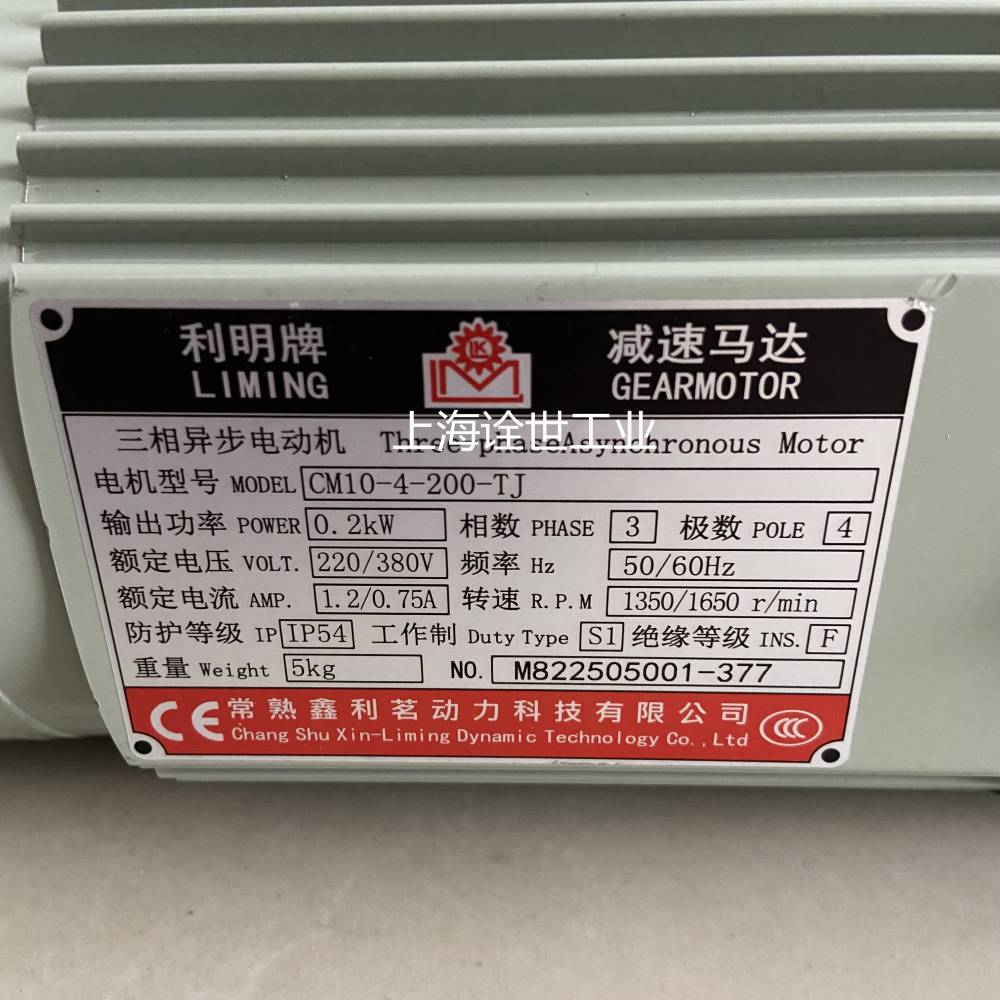 利明牌 减速马达
LIMING LK GEARMOTOR
上海诠世工业
三相异步电动机 Three-phaseAsynchronous Motor
电机型号 MODEL CM10-4-200-TJ
输出功率 POWER 0.2kW 相数 PHASE 3 极数 POLE 4
额定电压 VOLT. 220/380V 频率 Hz 50/60Hz
额定电流 AMP. 1.2/0.75A 转速 R.P.M 1350/1650 r/min
防护等级 IP IP54 工作制 Duty Type S1 绝缘等级 INS. F
重量 Weight 5kg NO. M822505001-377
CE 常熟鑫利茗动力科技有限公司 CCC
Chang Shu Xin-Liming Dynamic Technology Co.,Ltd